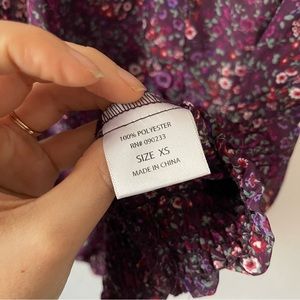 100% POLYESTER
RN# 090233
SIZE XS
MADE IN CHINA